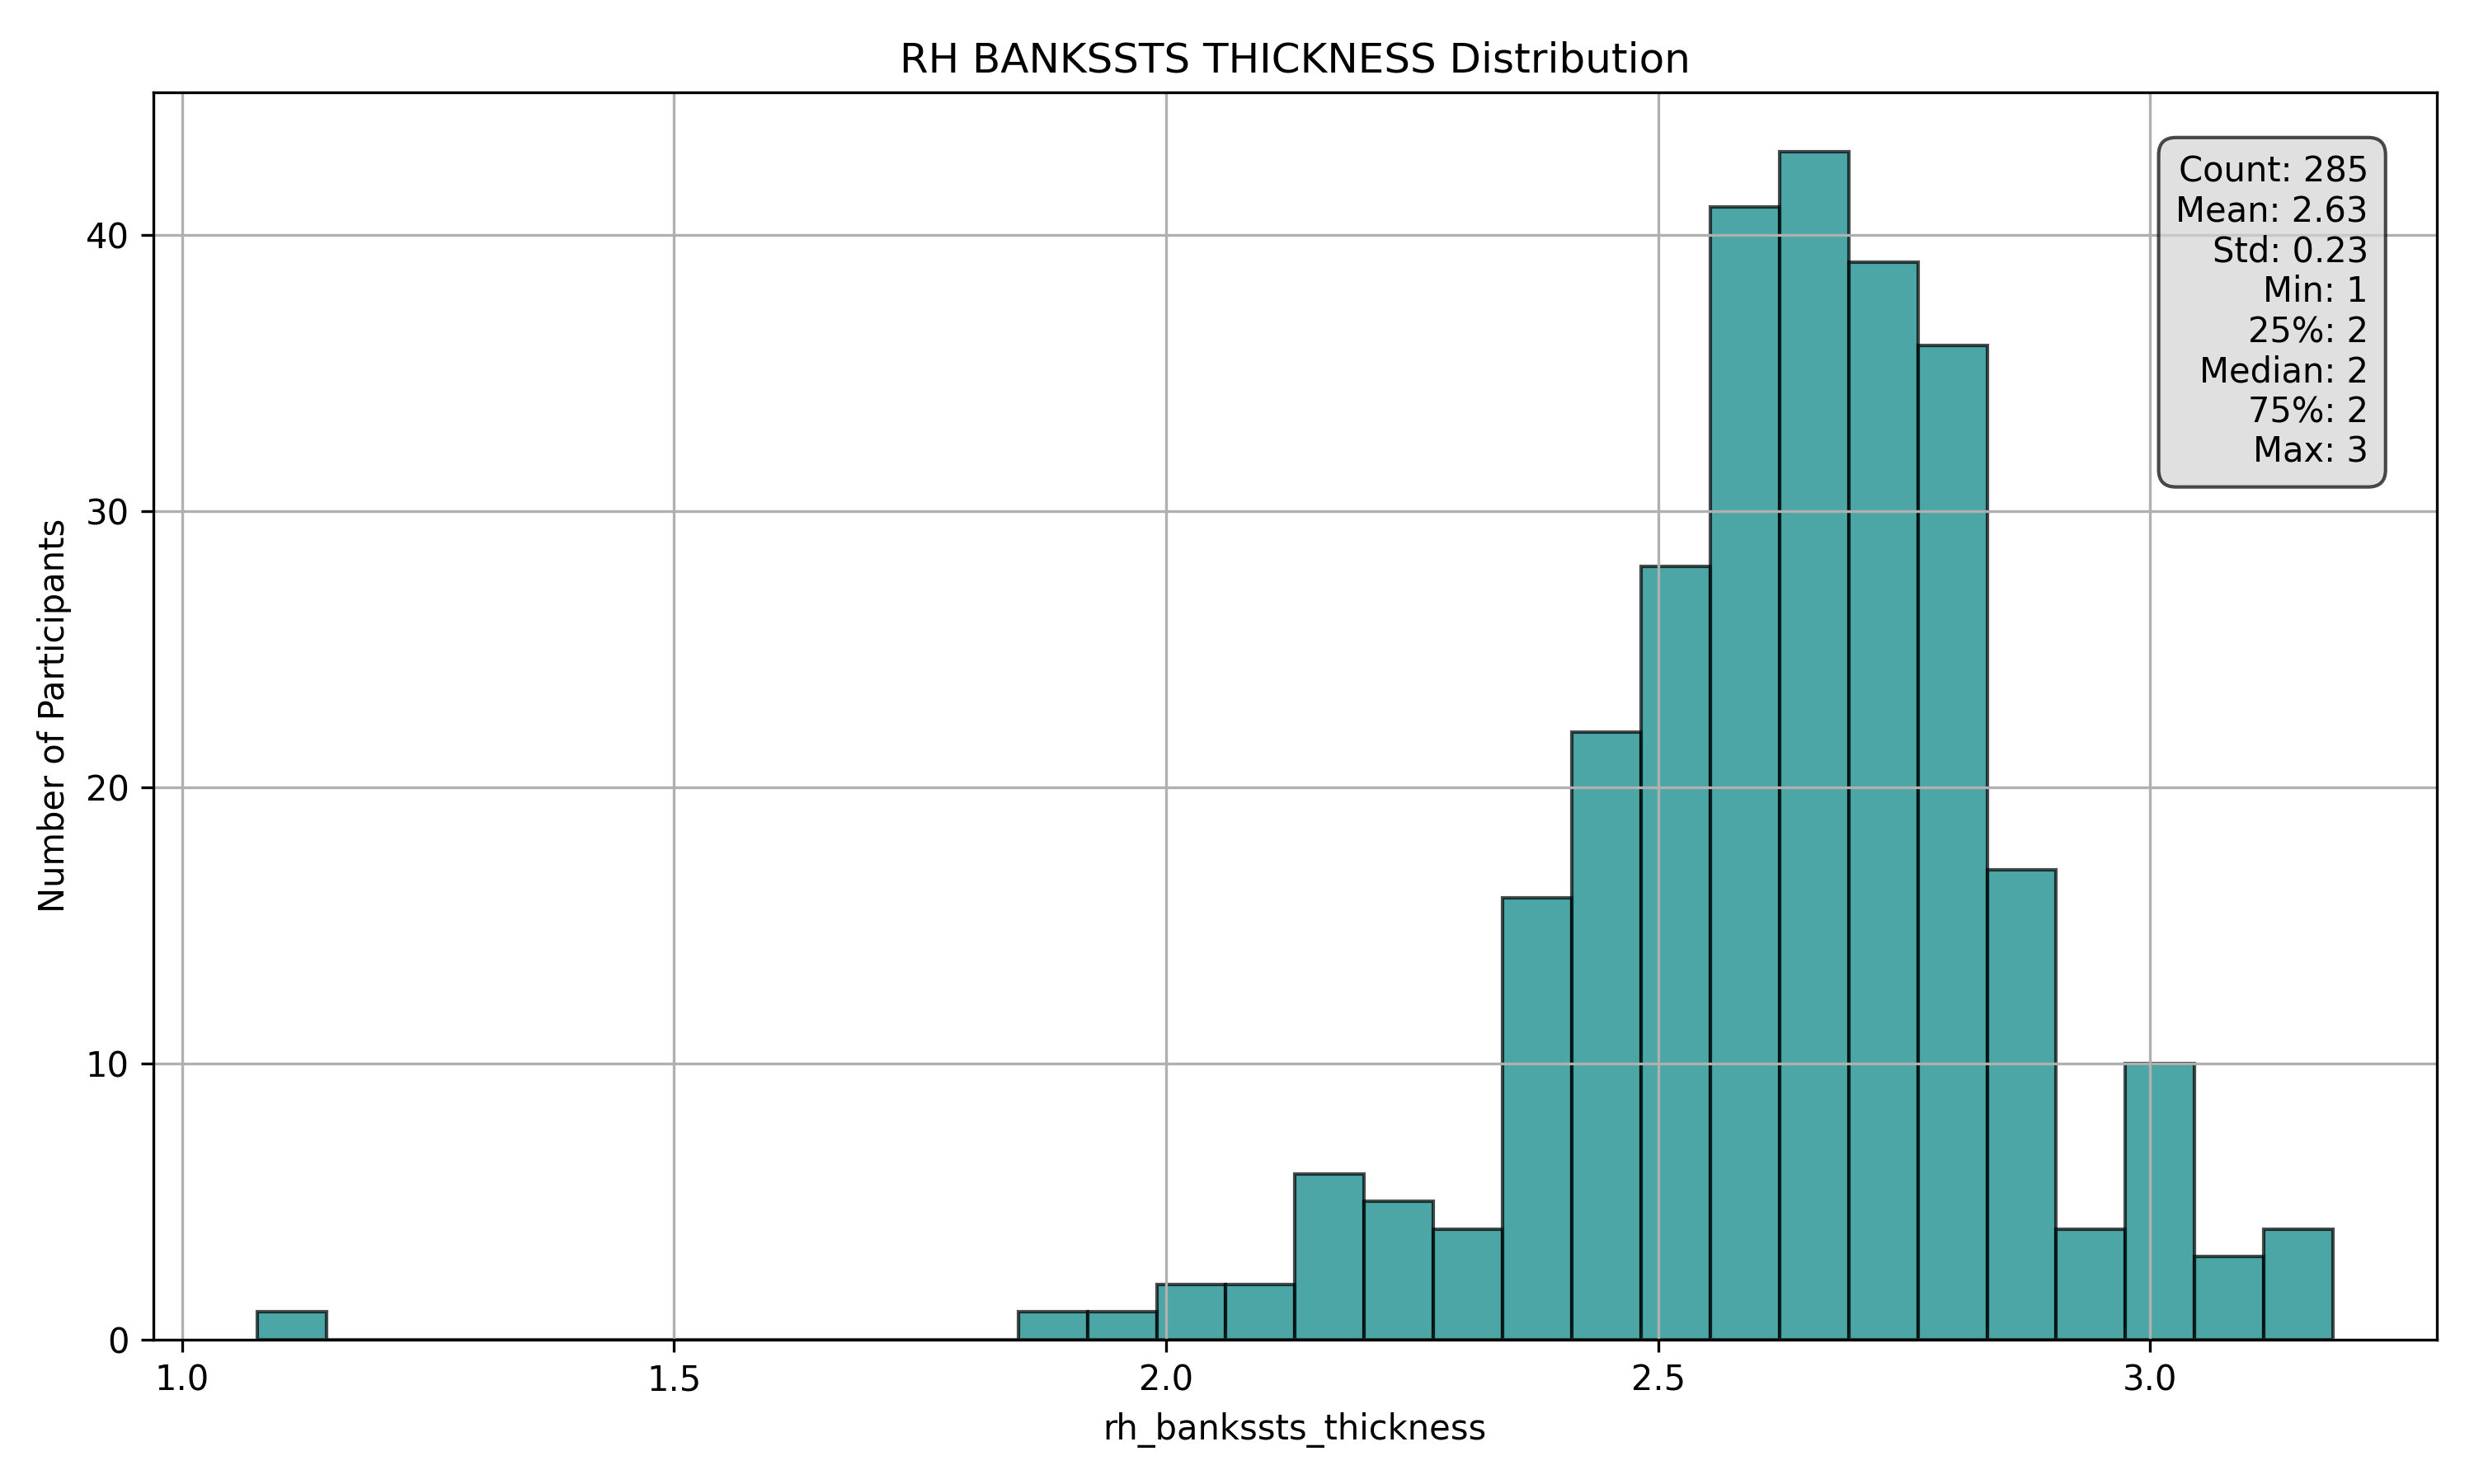 RH BANKSSTS THICKNESS Distribution
Count: 285
Mean: 2.63
Std: 0.23
Min: 1
25%: 2
Median: 2
75%: 2
Max: 3
Number of Participants
40
30
20
10
0
1.0 1.5 2.0 2.5 3.0
rh_bankssts_thickness